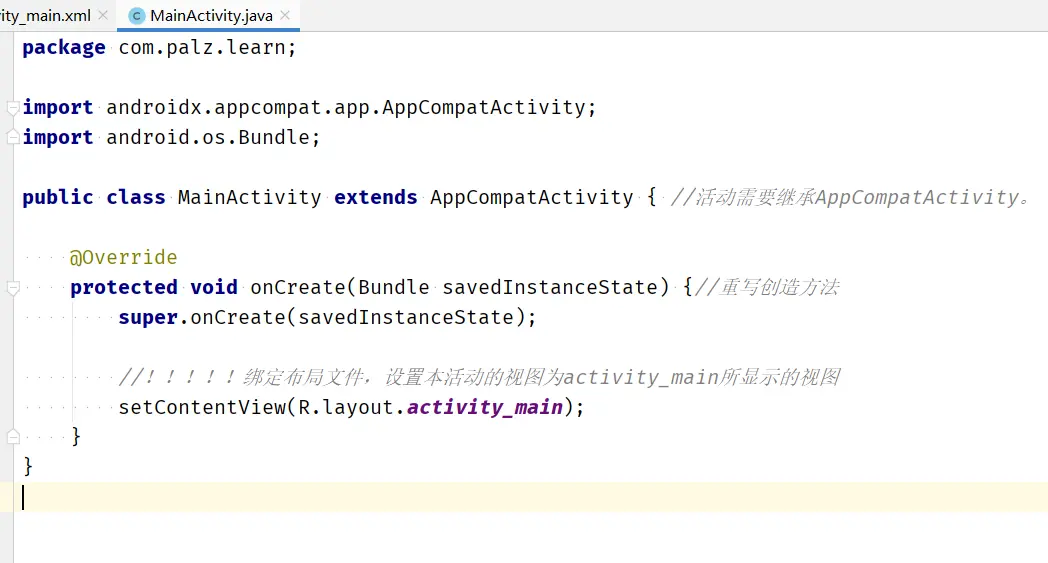 ity_main.xml
MainActivity.java
package com.palz.learn;
import androidx.appcompat.app.AppCompatActivity;
import android.os.Bundle;
public class MainActivity extends AppCompatActivity { //活动需要继承AppCompatActivity。
@Override
protected void onCreate(Bundle savedInstanceState) {//重写创造方法
super.onCreate(savedInstanceState);
//！！！！！绑定布局文件，设置本活动的视图为activity_main所显示的视图
setContentView(R.layout.activity_main);
}
}